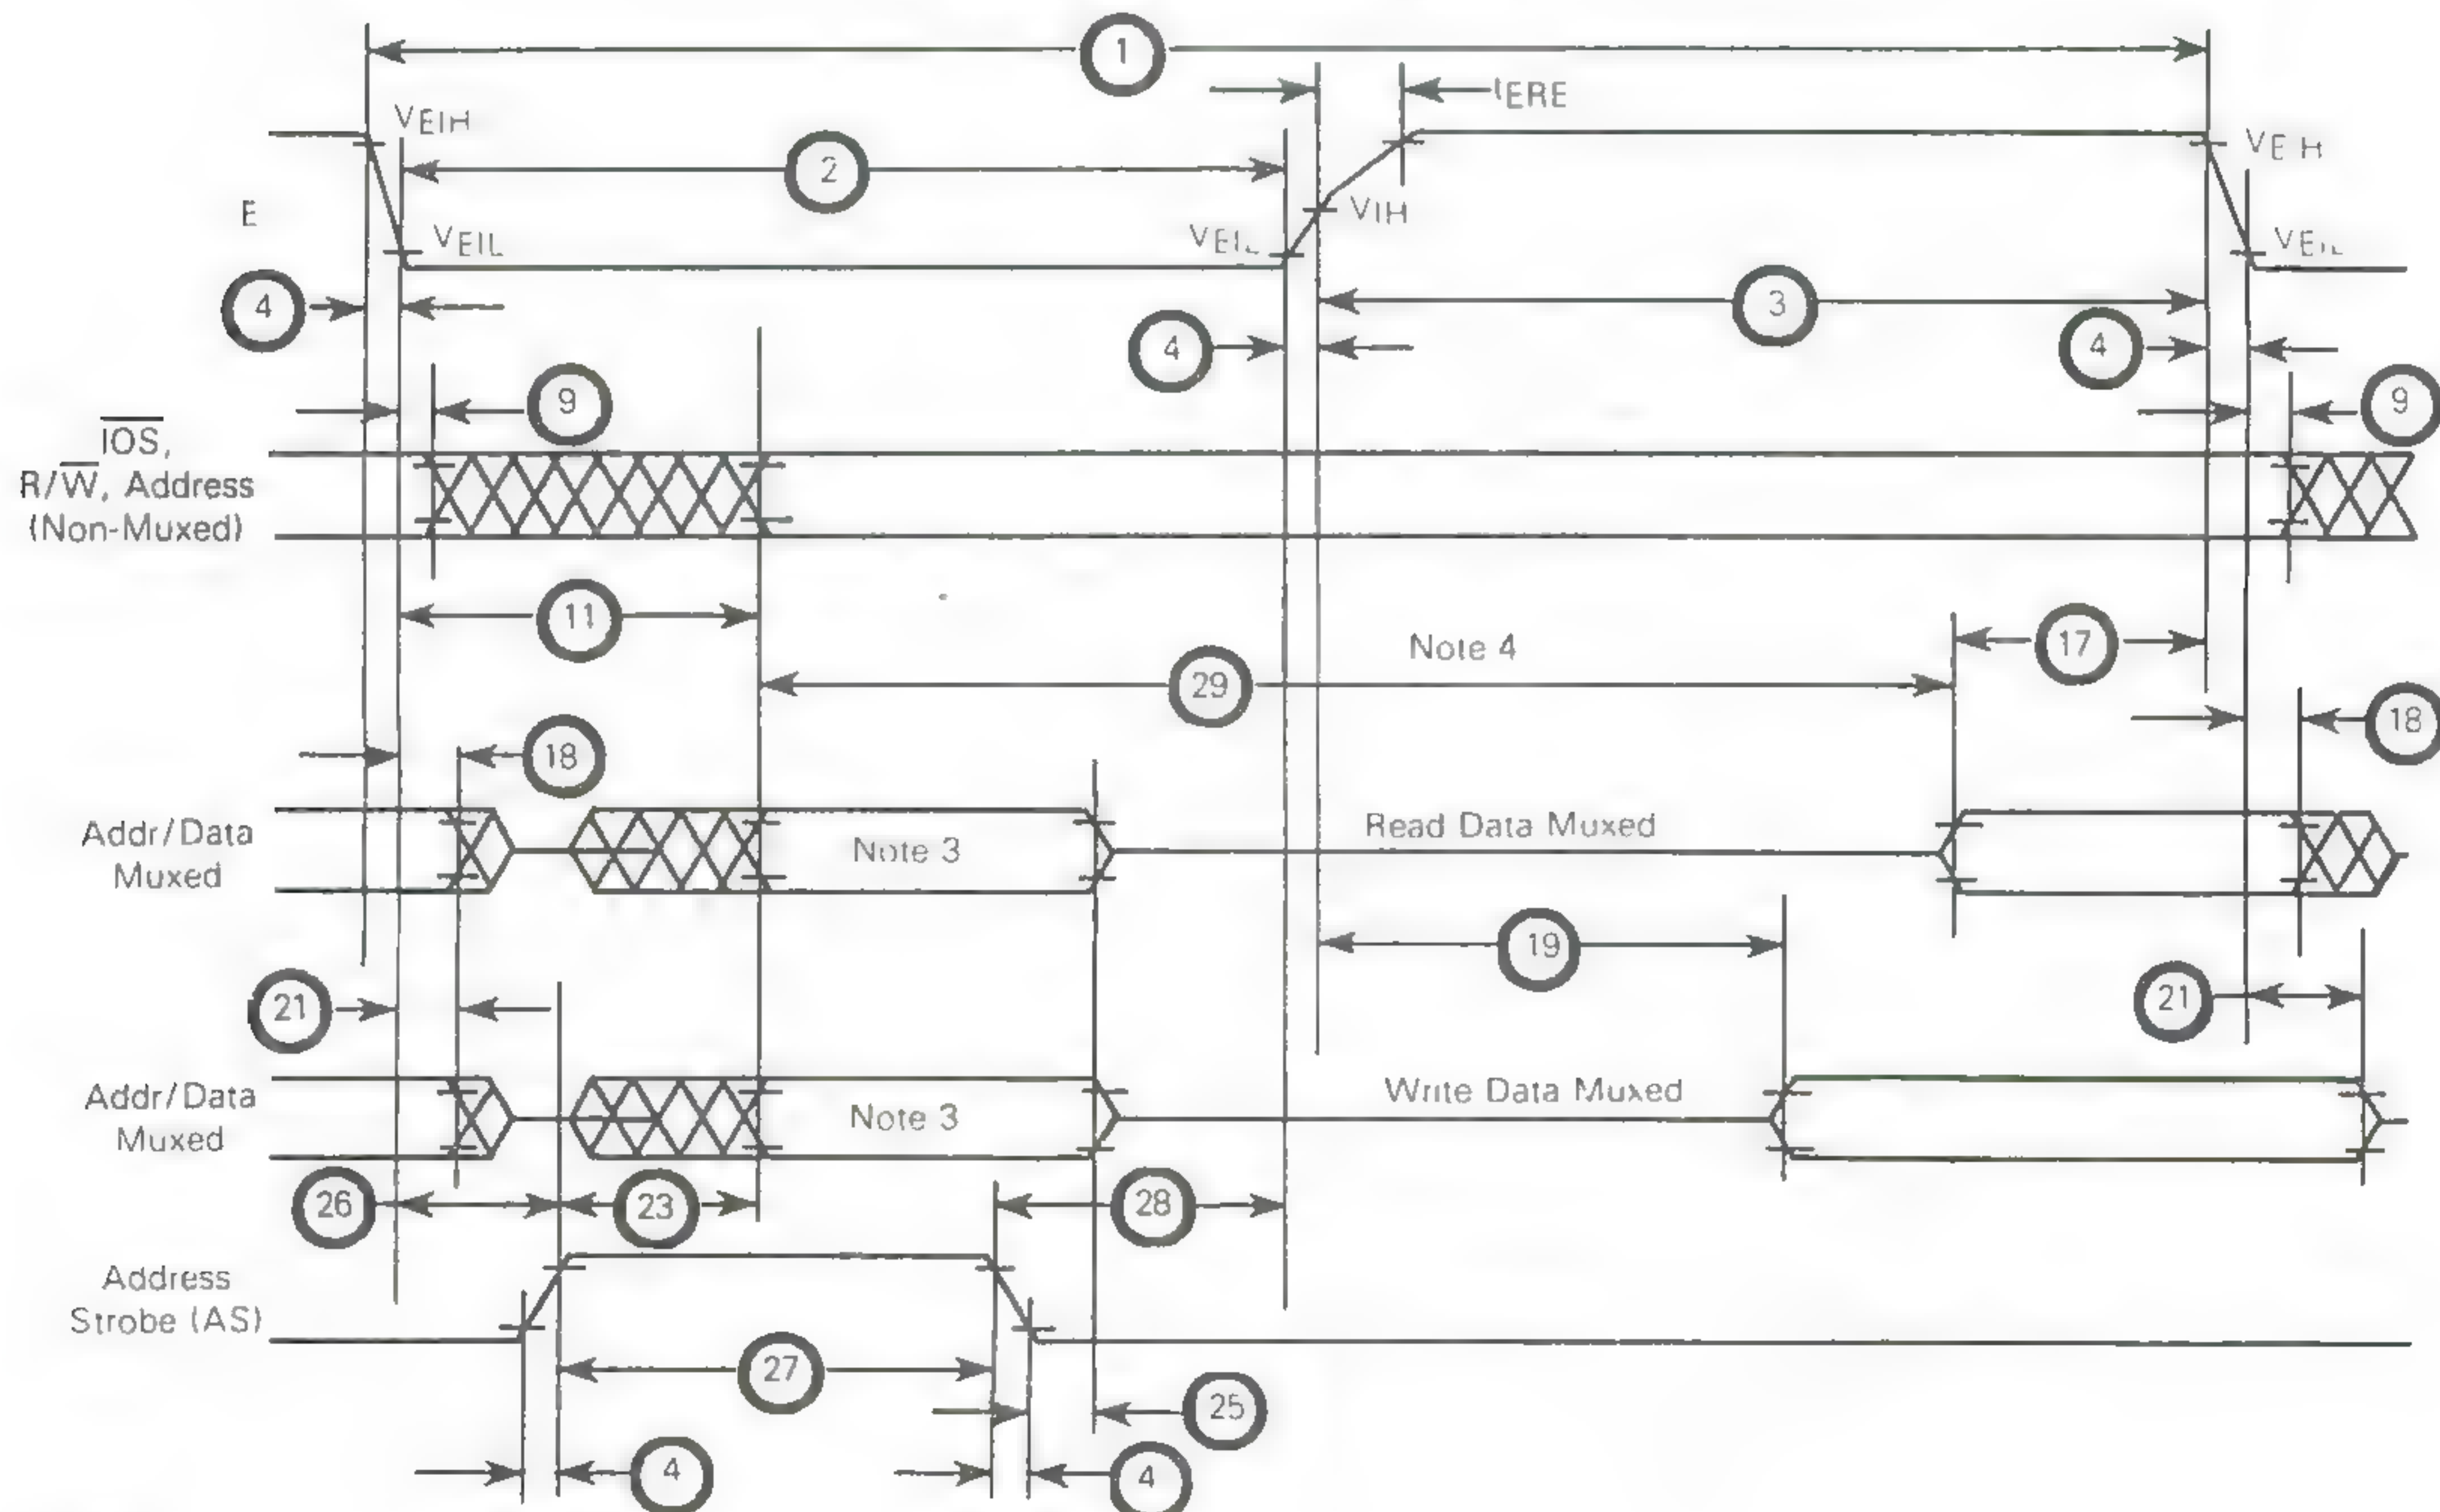 1
tERE
VEIH
2
VE H
E
VEIL
VEIL
VIH
VEIL
4
3
4
4
9
9
IOS,
R/W, Address
(Non-Muxed)
11
Note 4
17
29
18
18
Addr/Data
Muxed
Note 3
Read Data Muxed
19
21
21
Addr/Data
Muxed
Note 3
Write Data Muxed
26
23
28
Address
Strobe (AS)
27
25
4
4